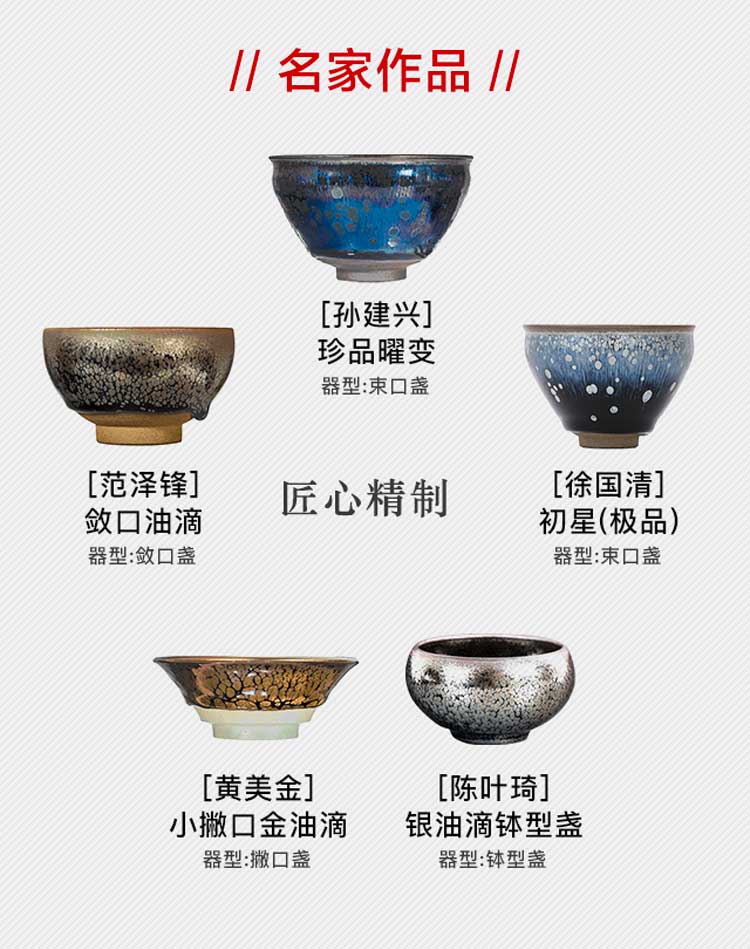 // 名家作品 //
[孙建兴]
珍品曜变
器型:束口盏
[范泽锋]
敛口油滴
器型:敛口盏
匠心精制
[徐国清]
初星(极品)
器型:束口盏
[黄美金]
小撇口金油滴
器型:撇口盏
[陈叶琦]
银油滴钵型盏
器型:钵型盏